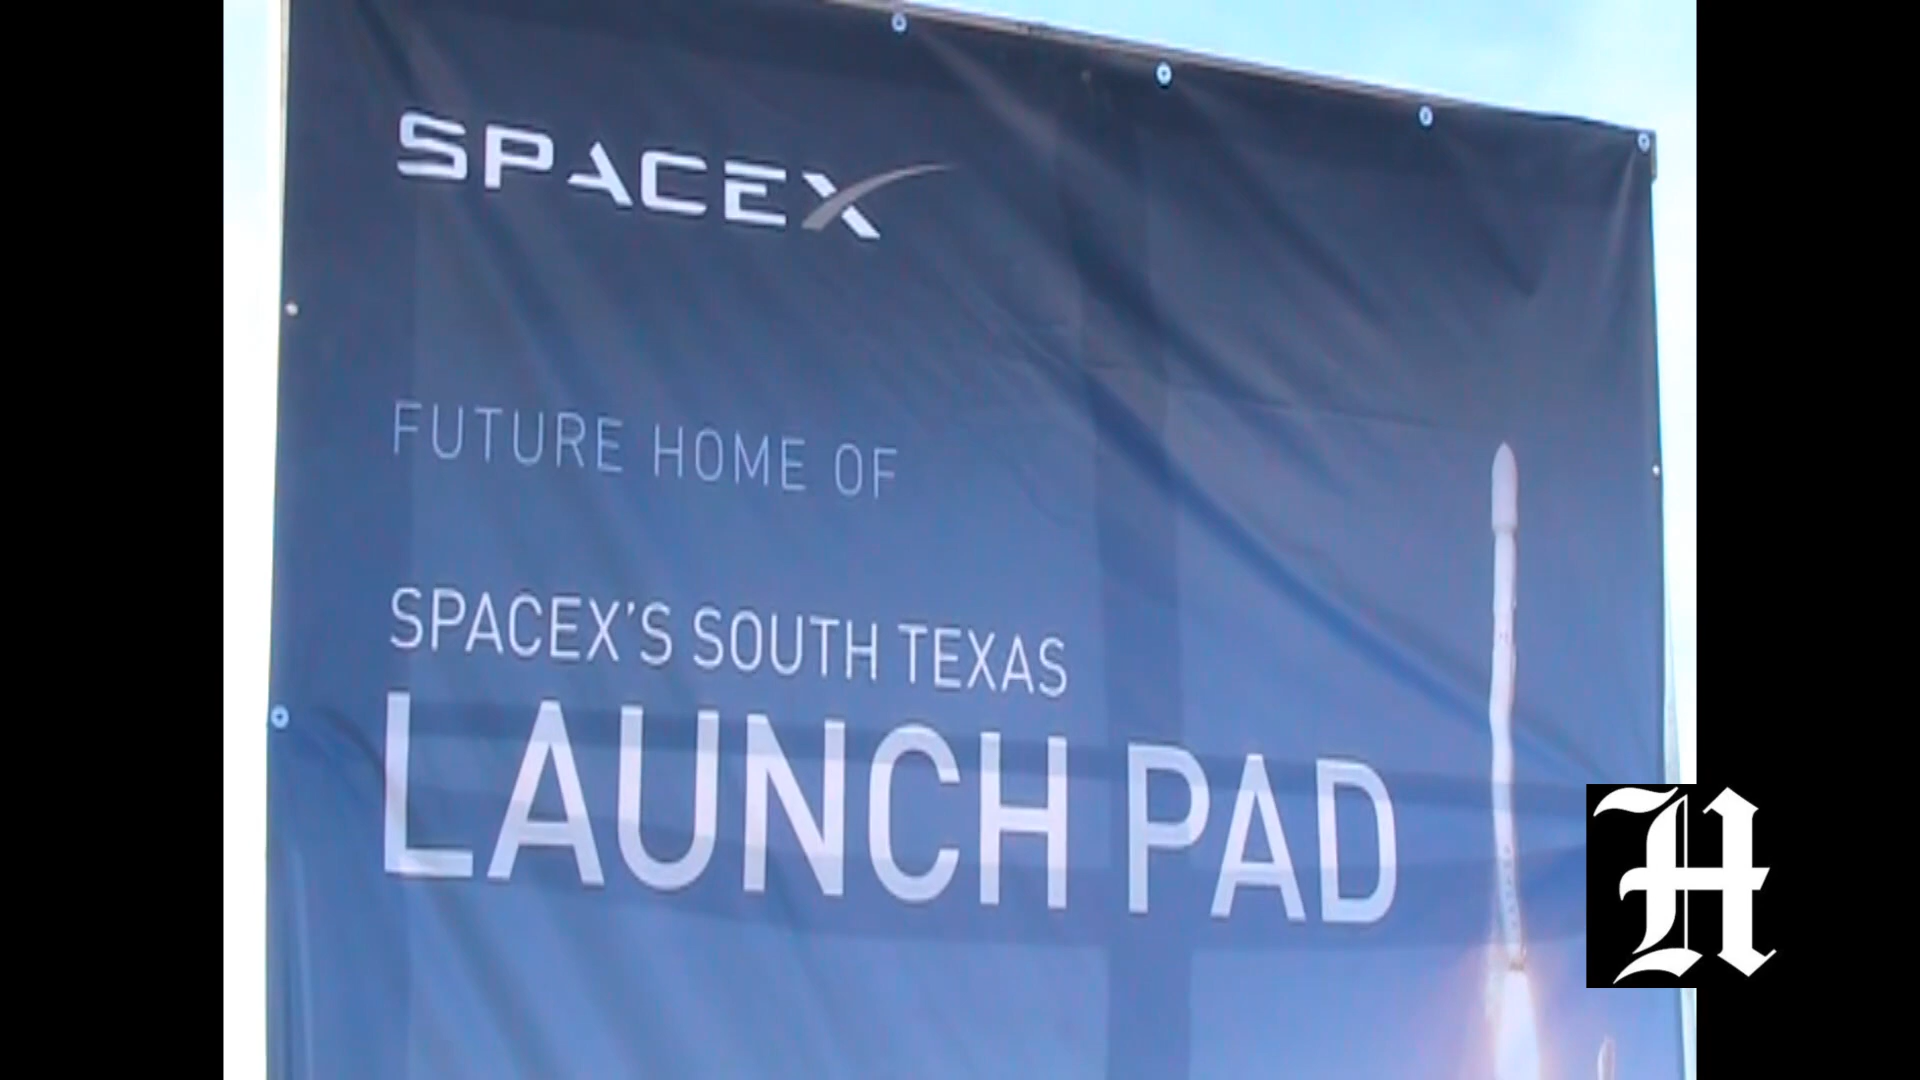 SPACEX
FUTURE HOME OF
SPACEX'S SOUTH TEXAS
LAUNCH PAD
H